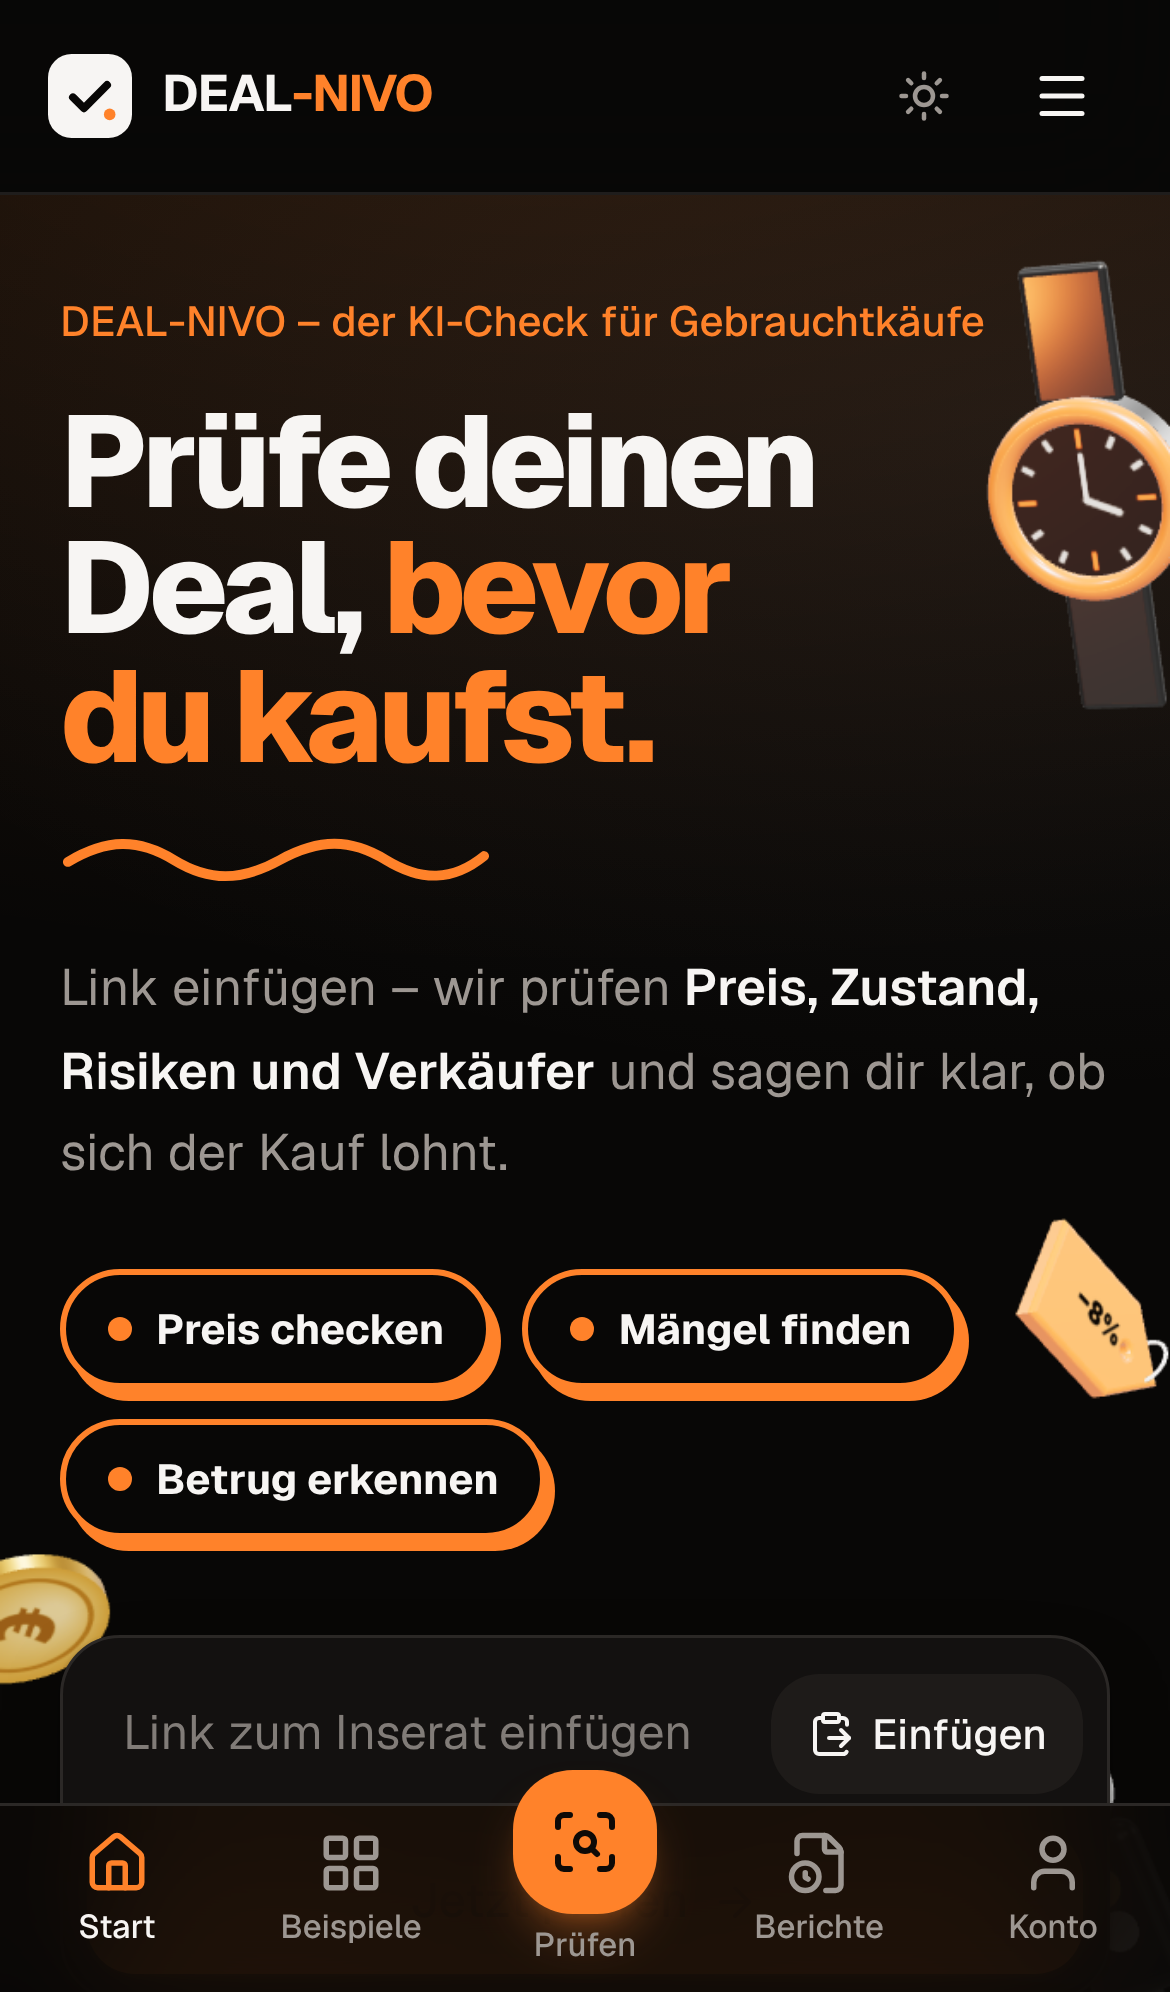 DEAL-NIVO
DEAL-NIVO – der KI-Check für Gebrauchtkäufe
Prüfe deinen
Deal, bevor
du kaufst.
Link einfügen – wir prüfen Preis, Zustand,
Risiken und Verkäufer und sagen dir klar, ob
sich der Kauf lohnt.
Preis checken
Mängel finden
-8%
Betrug erkennen
€
Link zum Inserat einfügen
Einfügen
Start
Beispiele
Prüfen
Berichte
Konto